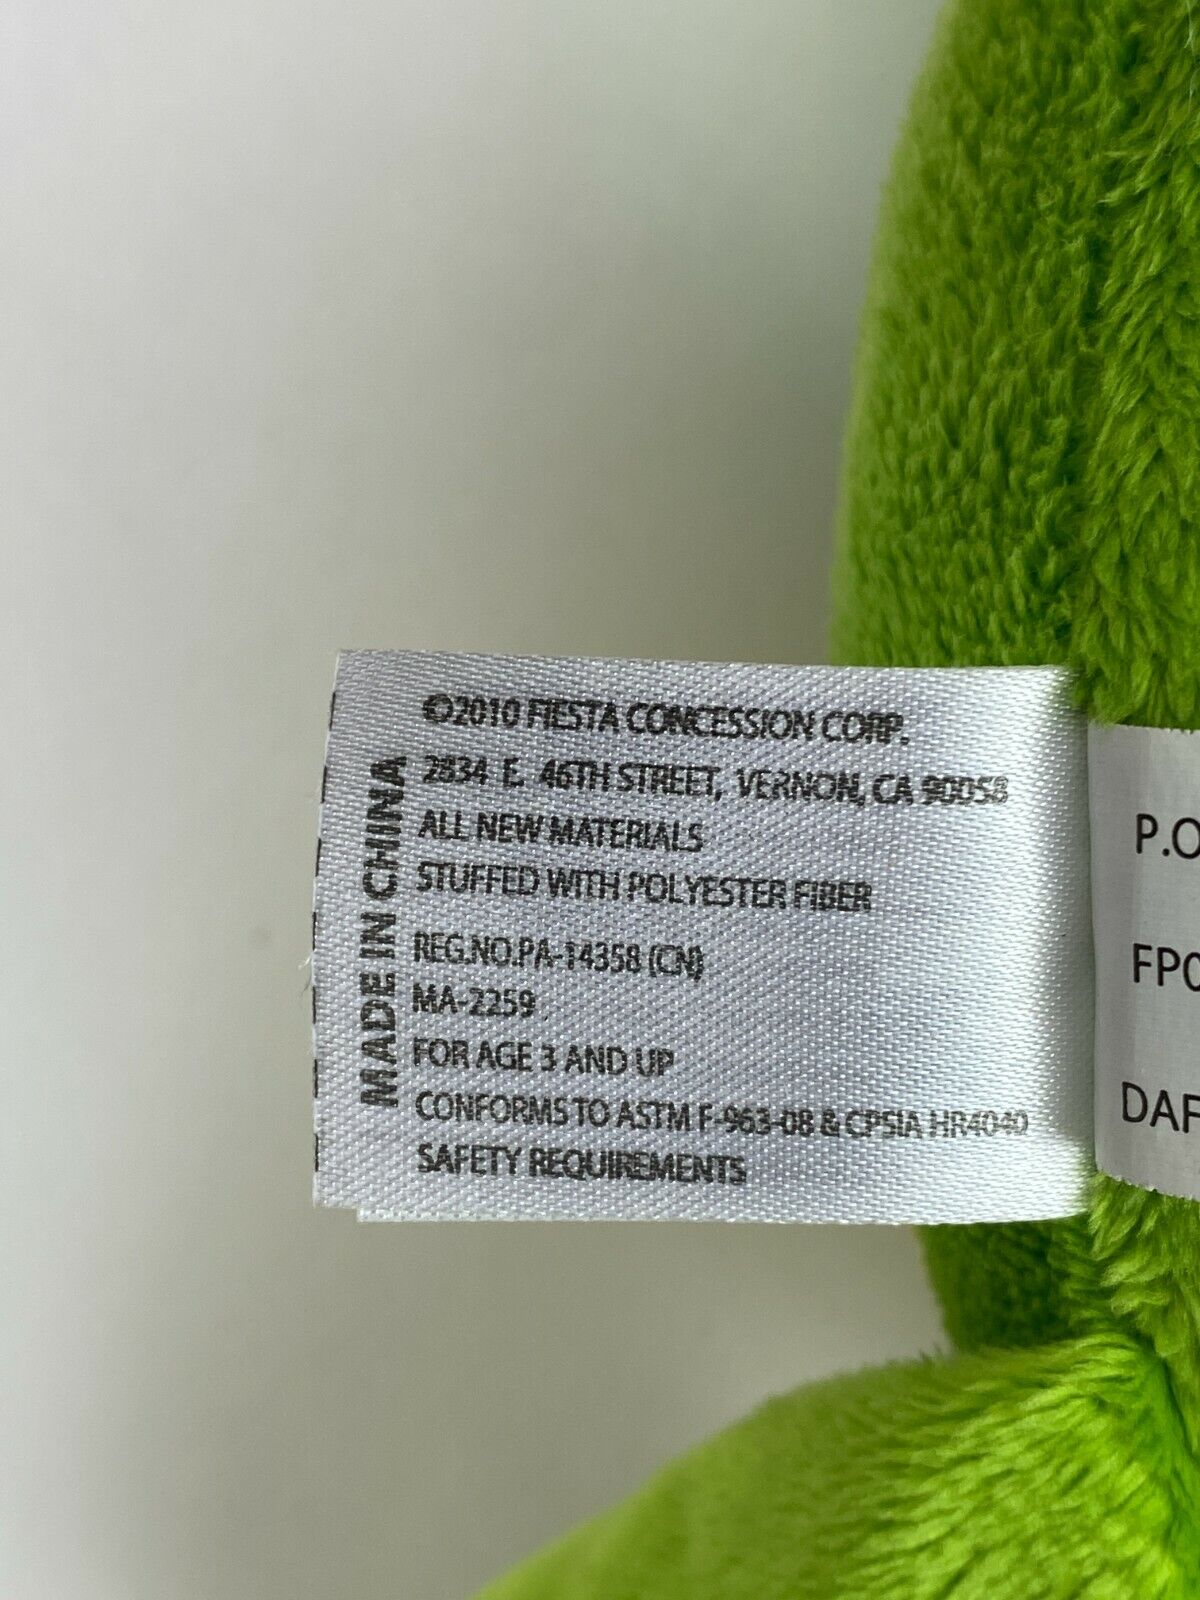 ©2010 FIESTA CONCESSION CORP.
2834 E. 46TH STREET, VERNON, CA 90058
ALL NEW MATERIALS
STUFFED WITH POLYESTER FIBER
REG.NO.PA-14358 (CN)
MA-2259
FOR AGE 3 AND UP
CONFORMS TO ASTM F-963-08 & CPSIA HR4040
SAFETY REQUIREMENTS
MADE IN CHINA
P.O
FP0
DAF